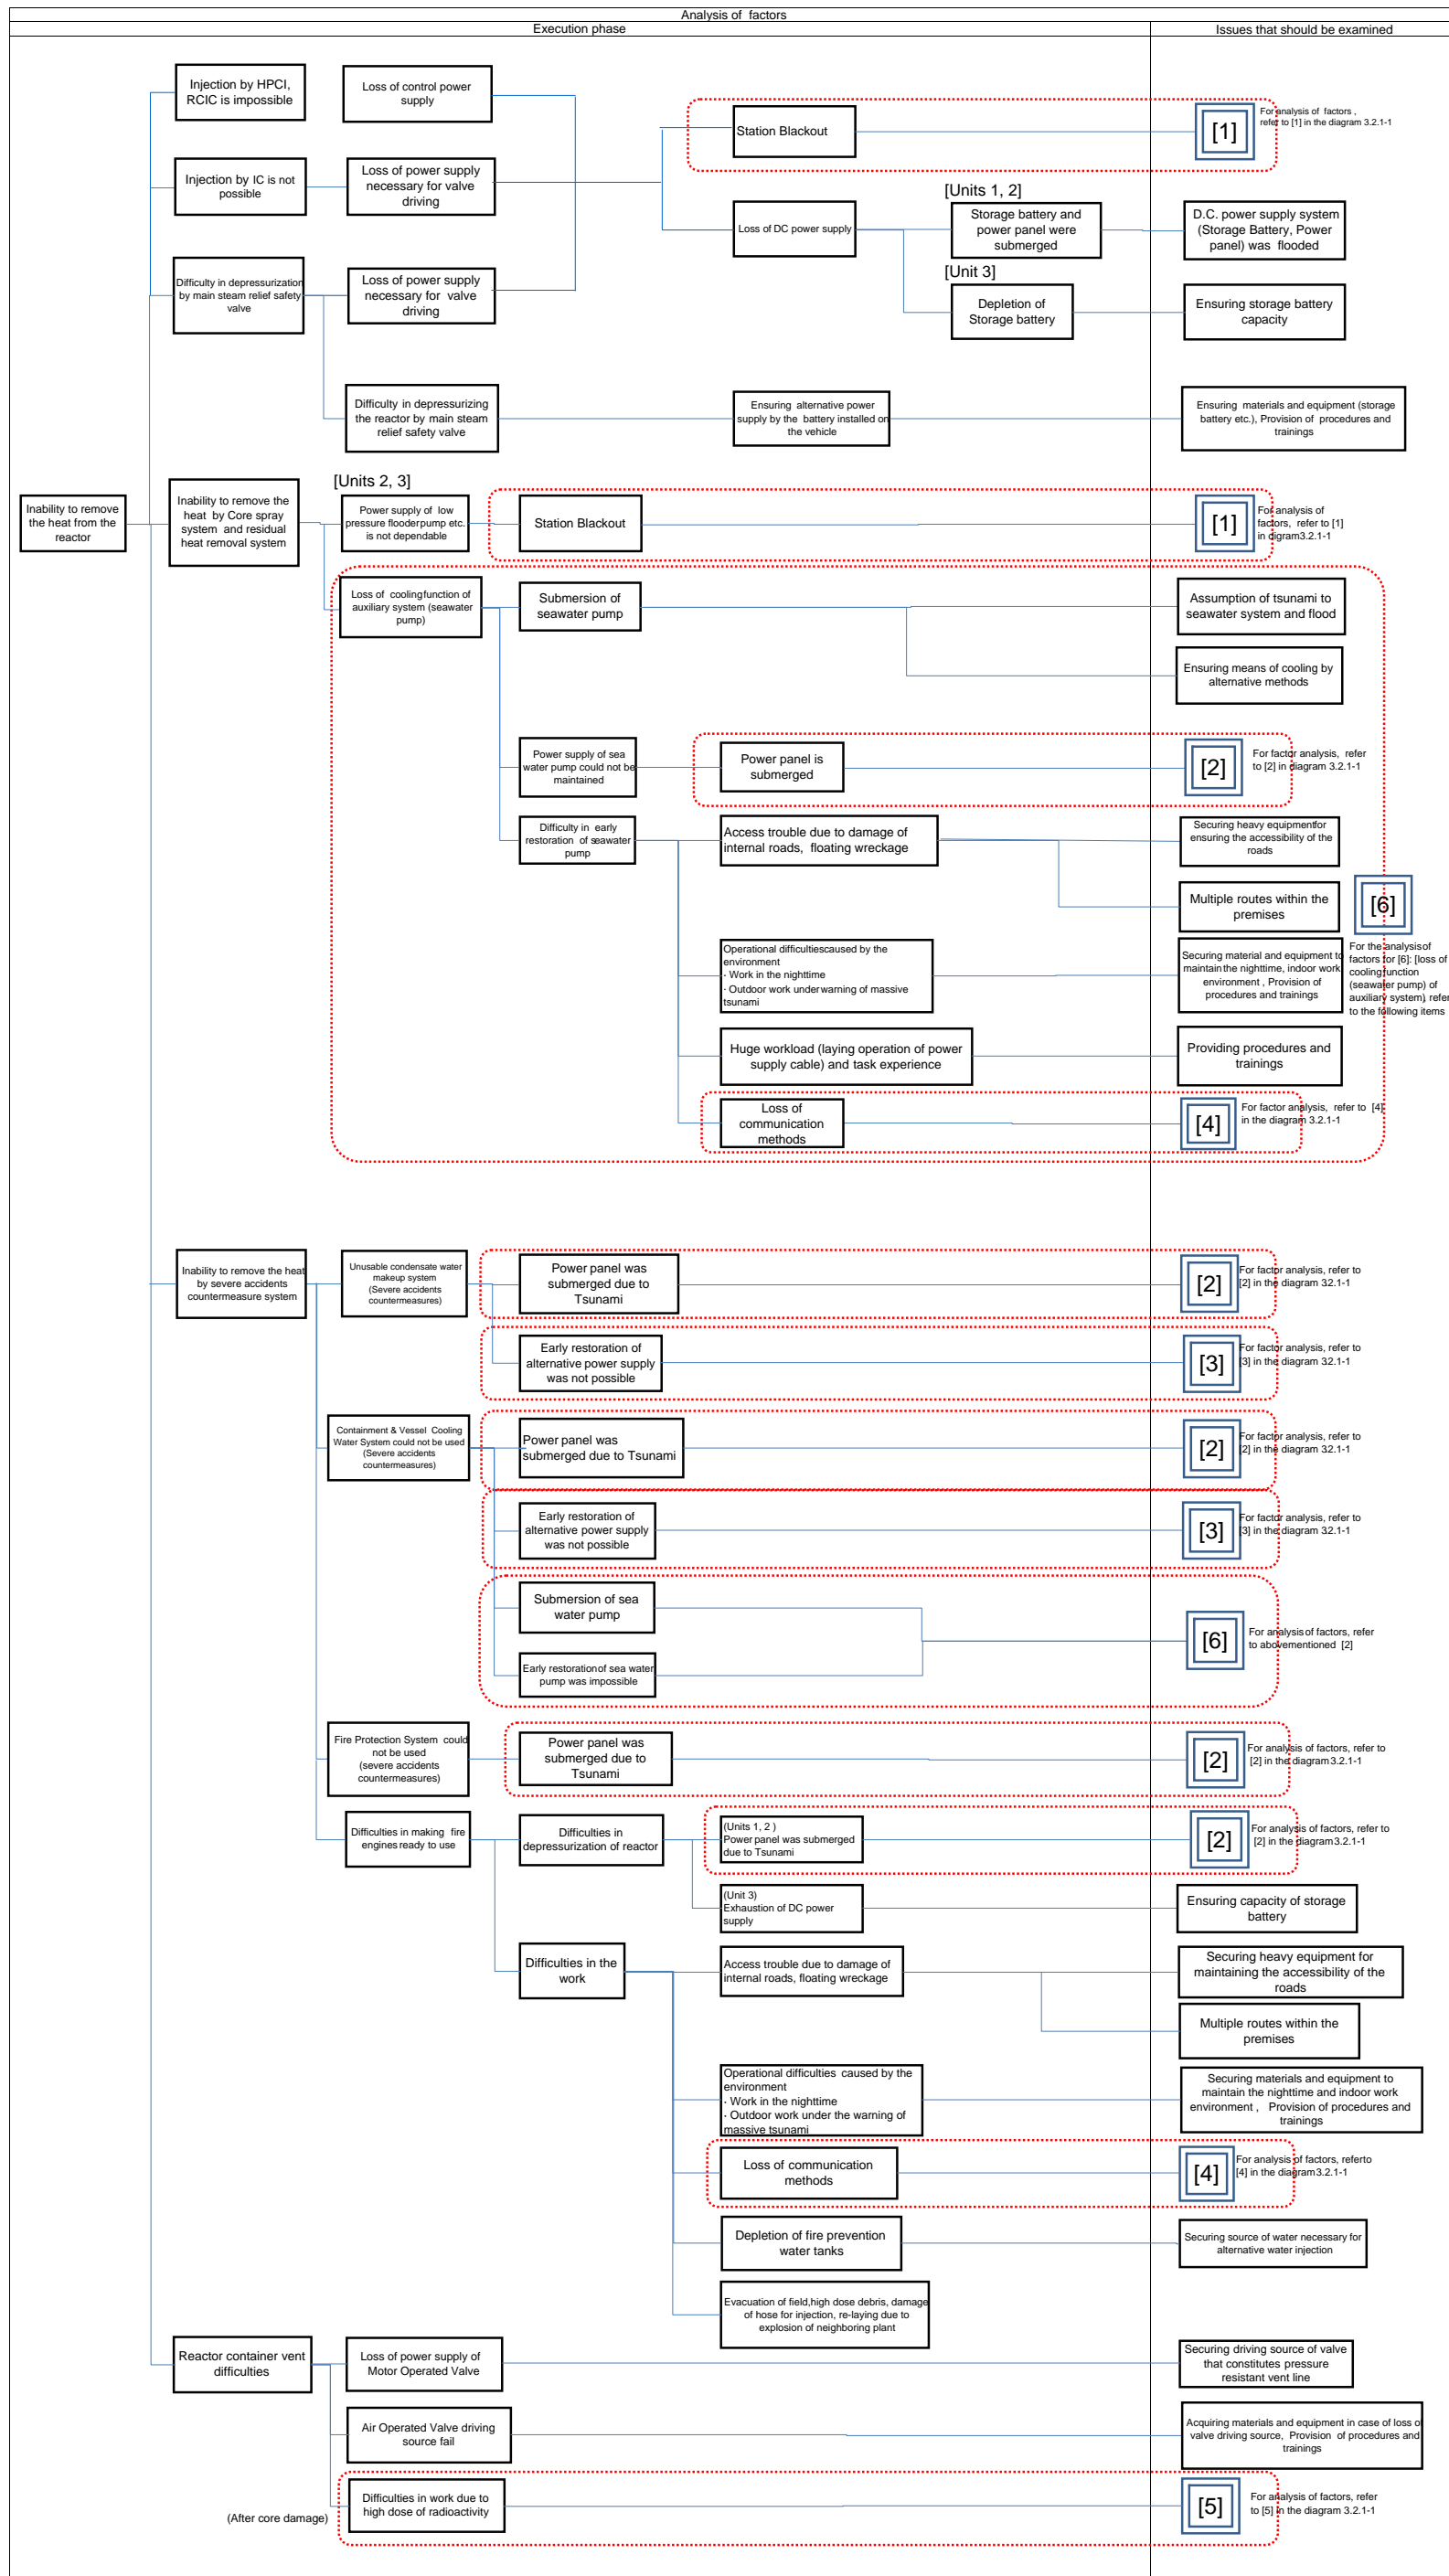 Analysis of factors
Execution phase
Issues that should be examined
Injection by HPCI,
RCIC is impossible
Loss of control power
supply
Station Blackout
[1]
For analysis of factors ,
refer to [1] in the diagram 3.2.1-1
Injection by IC is not
possible
Loss of power supply
necessary for valve
driving
[Units 1, 2]
Loss of DC power supply
Storage battery and
power panel were
submerged
D.C. power supply system
(Storage Battery, Power
panel) was flooded
Difficulty in depressurization
by main steam relief safety
valve
Loss of power supply
necessary for valve
driving
[Unit 3]
Depletion of
Storage battery
Ensuring storage battery
capacity
Difficulty in depressurizing
the reactor by main steam
relief safety valve
Ensuring alternative power
supply by the battery installed on
the vehicle
Ensuring materials and equipment (storage
battery etc.), Provision of procedures and
trainings
Inability to remove
the heat from the
reactor
Inability to remove the
heat by Core spray
system and residual
heat removal system
[Units 2, 3]
Power supply of low
pressure flooder pump etc.
is not dependable
Station Blackout
[1]
For analysis of
factors, refer to [1]
in digram3.2.1-1
Loss of cooling function of
auxiliary system (seawater
pump)
Submersion of
seawater pump
Assumption of tsunami to
seawater system and flood
Ensuring means of cooling by
alternative methods
Power supply of sea
water pump could not be
maintained
Power panel is
submerged
[2]
For factor analysis, refer
to [2] in diagram 3.2.1-1
Difficulty in early
restoration of seawater
pump
Access trouble due to damage of
internal roads, floating wreckage
Securing heavy equipment for
ensuring the accessibility of the
roads
Multiple routes within the
premises
[6]
For the analysis of
factors for [6]: [loss of
cooling function
(seawater pump) of
auxiliary system], refer
to the following items
Operational difficulties caused by the
environment
· Work in the nighttime
· Outdoor work under warning of massive
tsunami
Securing material and equipment to
maintain the nighttime, indoor work
environment , Provision of
procedures and trainings
Huge workload (laying operation of power
supply cable) and task experience
Providing procedures and
trainings
Loss of
communication
methods
[4]
For factor analysis, refer to [4]
in the diagram 3.2.1-1
Inability to remove the heat
by severe accidents
countermeasure system
Unusable condensate water
makeup system
(Severe accidents
countermeasures)
Power panel was
submerged due to
Tsunami
[2]
For factor analysis, refer to
[2] in the diagram 3.2.1-1
Early restoration of
alternative power supply
was not possible
[3]
For factor analysis, refer to
[3] in the diagram 3.2.1-1
Containment & Vessel Cooling
Water System could not be used
(Severe accidents
countermeasures)
Power panel was
submerged due to Tsunami
[2]
For factor analysis, refer to
[2] in the diagram 3.2.1-1
Early restoration of
alternative power supply
was not possible
[3]
For factor analysis, refer to
[3] in the diagram 3.2.1-1
Submersion of sea
water pump
[6]
For analysis of factors, refer
to abovementioned [2]
Early restoration of sea water
pump was impossible
Fire Protection System could
not be used
(severe accidents
countermeasures)
Power panel was
submerged due to
Tsunami
[2]
For analysis of factors, refer to
[2] in the diagram 3.2.1-1
Difficulties in making fire
engines ready to use
Difficulties in
depressurization of reactor
(Units 1, 2 )
Power panel was submerged
due to Tsunami
[2]
For analysis of factors, refer to
[2] in the diagram 3.2.1-1
(Unit 3)
Exhaustion of DC power
supply
Ensuring capacity of storage
battery
Difficulties in the
work
Access trouble due to damage of
internal roads, floating wreckage
Securing heavy equipment for
maintaining the accessibility of the
roads
Multiple routes within the
premises
Operational difficulties caused by the
environment
· Work in the nighttime
· Outdoor work under the warning of
massive tsunami
Securing materials and equipment to
maintain the nighttime and indoor work
environment , Provision of procedures and
trainings
Loss of communication
methods
[4]
For analysis of factors, refer to
[4] in the diagram 3.2.1-1
Depletion of fire prevention
water tanks
Securing source of water necessary for
alternative water injection
Evacuation of field,high dose debris, damage
of hose for injection, re-laying due to
explosion of neighboring plant
Reactor container vent
difficulties
Loss of power supply of
Motor Operated Valve
Securing driving source of valve
that constitutes pressure
resistant vent line
Air Operated Valve driving
source fail
Acquiring materials and equipment in case of loss of
valve driving source, Provision of procedures and
trainings
(After core damage)
Difficulties in work due to
high dose of radioactivity
[5]
For analysis of factors, refer
to [5] in the diagram 3.2.1-1